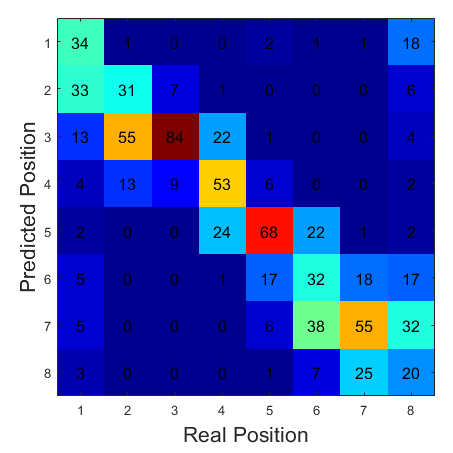 1 34 1 0 0 2 1 1 18
2 33 31 7 1 0 0 0 6
3 13 55 84 22 1 0 0 4
4 4 13 9 53 6 0 0 2
5 2 0 0 24 68 22 1 2
6 5 0 0 1 17 32 18 17
7 5 0 0 0 6 38 55 32
8 3 0 0 0 1 7 25 20
1 2 3 4 5 6 7 8
Real Position
Predicted Position